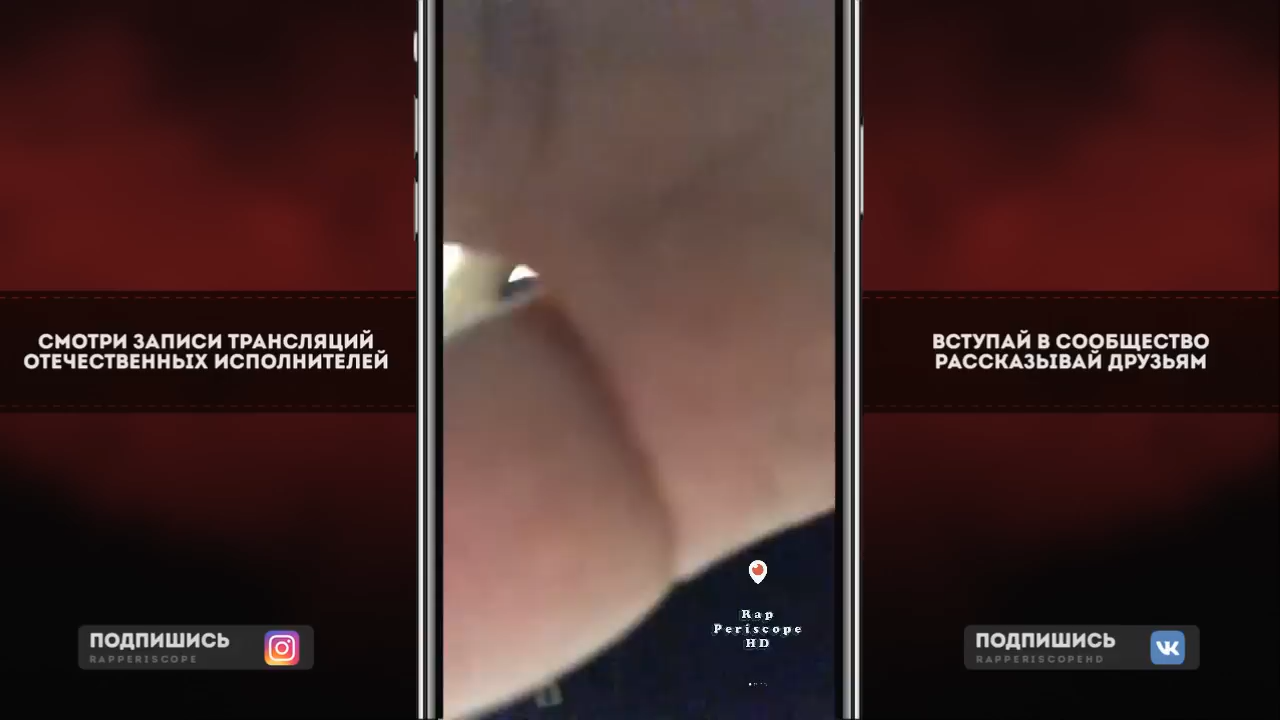 СМОТРИ ЗАПИСИ ТРАНСЛЯЦИЙ
ОТЕЧЕСТВЕННЫХ ИСПОЛНИТЕЛЕЙ
ВСТУПАЙ В СООБЩЕСТВО
РАССКАЗЫВАЙ ДРУЗЬЯМ
Rap
Periscope
HD
ПОДПИШИСЬ
RAPPERISCOPE
ПОДПИШИСЬ
RAPPERISCOPEHD